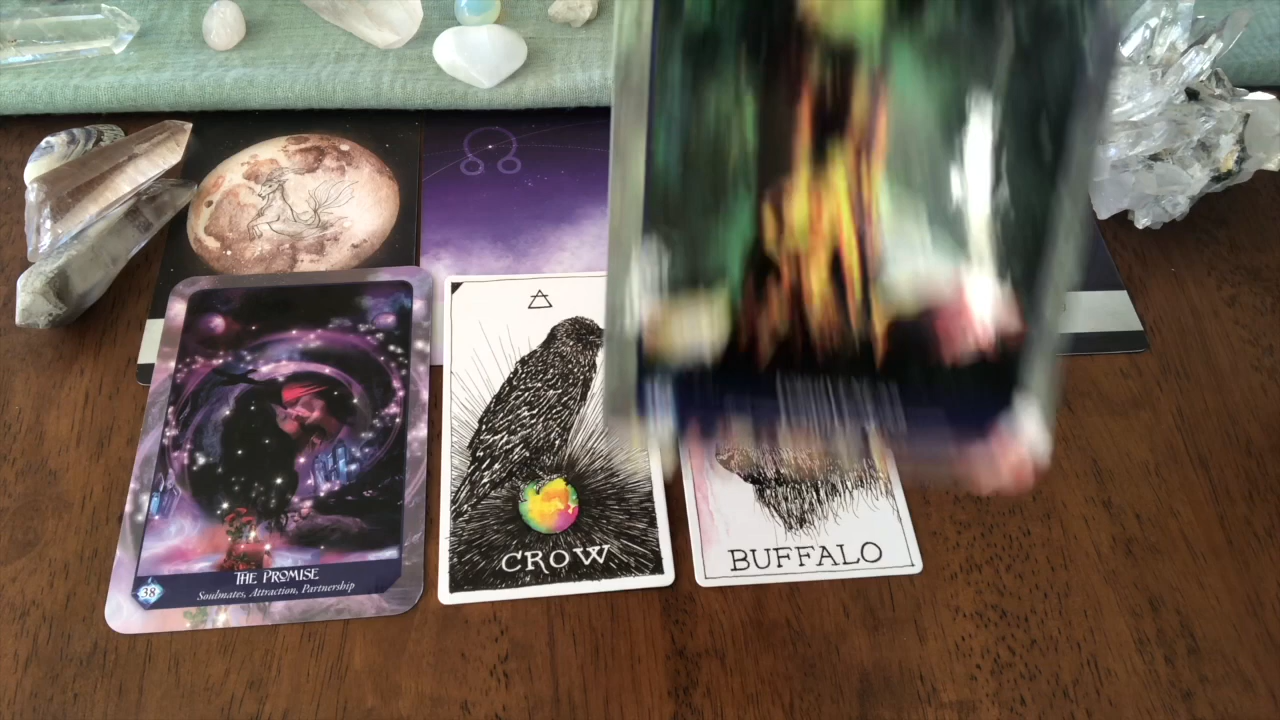 THE PROMISE
38
Soulmates, Attraction, Partnership
CROW
BUFFALO